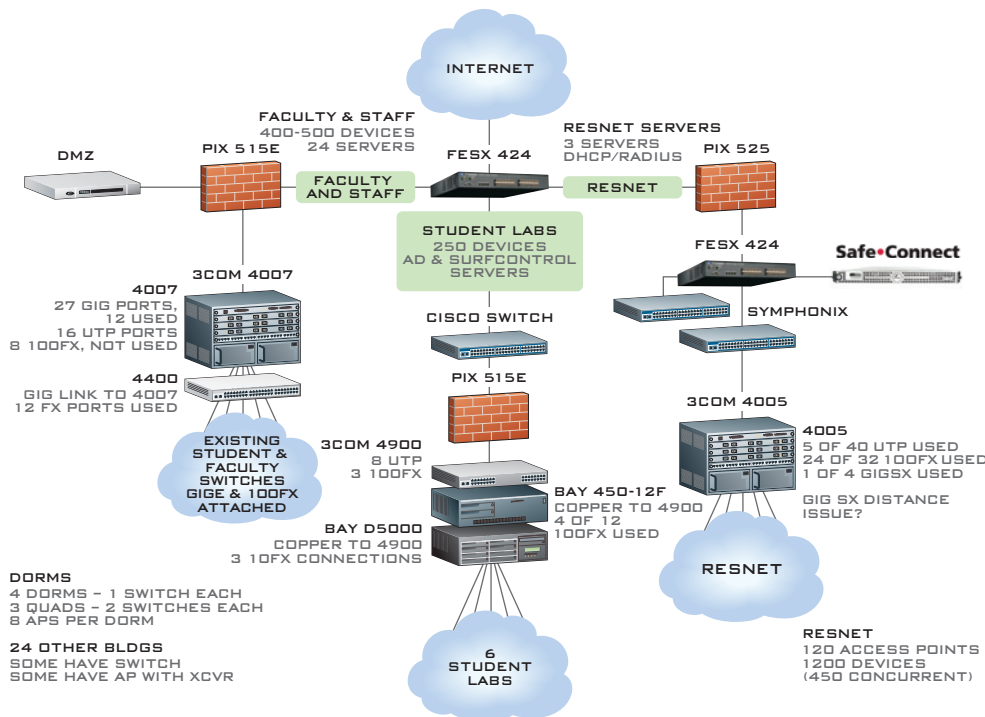 INTERNET
FACULTY & STAFF
400-500 DEVICES
24 SERVERS
RESNET SERVERS
3 SERVERS
DHCP/RADIUS
DMZ
PIX 515E
FESX 424
PIX 525
FACULTY
AND STAFF
RESNET
STUDENT LABS
250 DEVICES
AD & SURFCONTROL
SERVERS
FESX 424
Safe•Connect
3COM 4007
4007
27 GIG PORTS,
12 USED
16 UTP PORTS
8 100FX, NOT USED
CISCO SWITCH
SYMPHONIX
4400
GIG LINK TO 4007
12 FX PORTS USED
PIX 515E
EXISTING
STUDENT &
FACULTY
SWITCHES
GIGE & 100FX
ATTACHED
3COM 4900
8 UTP
3 100FX
3COM 4005
4005
5 OF 40 UTP USED
24 OF 32 100FX USED
1 OF 4 GIGSX USED
GIG SX DISTANCE
ISSUE?
BAY 450-12F
COPPER TO 4900
4 OF 12
100FX USED
BAY D5000
COPPER TO 4900
3 10FX CONNECTIONS
RESNET
DORMS
4 DORMS – 1 SWITCH EACH
3 QUADS – 2 SWITCHES EACH
8 APS PER DORM
24 OTHER BLDGS
SOME HAVE SWITCH
SOME HAVE AP WITH XCVR
6
STUDENT
LABS
RESNET
120 ACCESS POINTS
1200 DEVICES
(450 CONCURRENT)